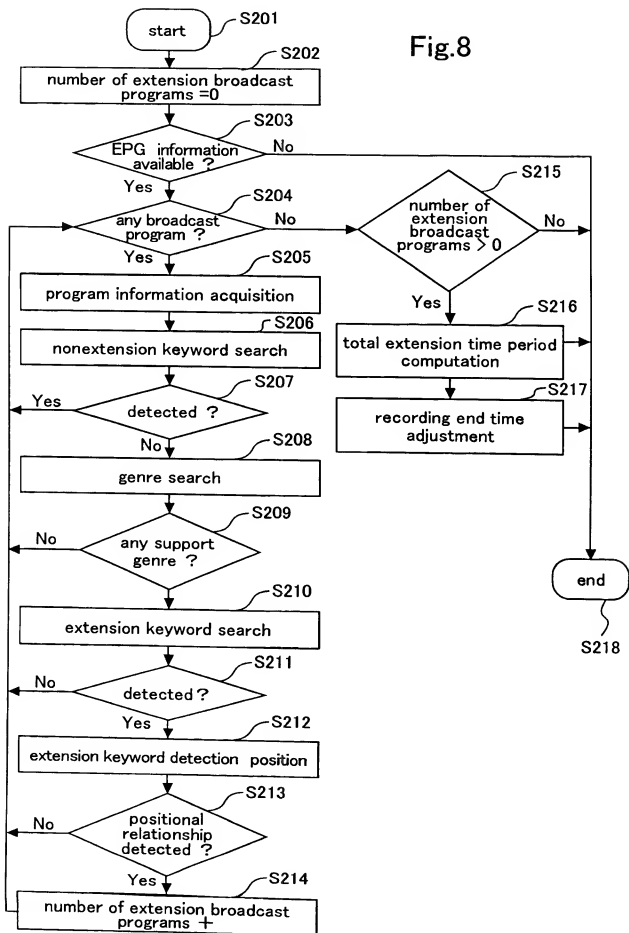 Fig.8
start
S201
S202
number of extension broadcast
programs =0
S203
EPG information
available ?
No
Yes
S204
any broadcast
program ?
No
Yes
S205
program information acquisition
S206
nonextension keyword search
S207
detected ?
Yes
No
S208
genre search
S209
any support
genre ?
No
S210
extension keyword search
S211
detected ?
No
Yes
S212
extension keyword detection position
S213
positional
relationship
detected ?
No
Yes
S214
number of extension broadcast
programs +
S215
number of
extension
broadcast
programs > 0
No
Yes
S216
total extension time period
computation
S217
recording end time
adjustment
end
S218